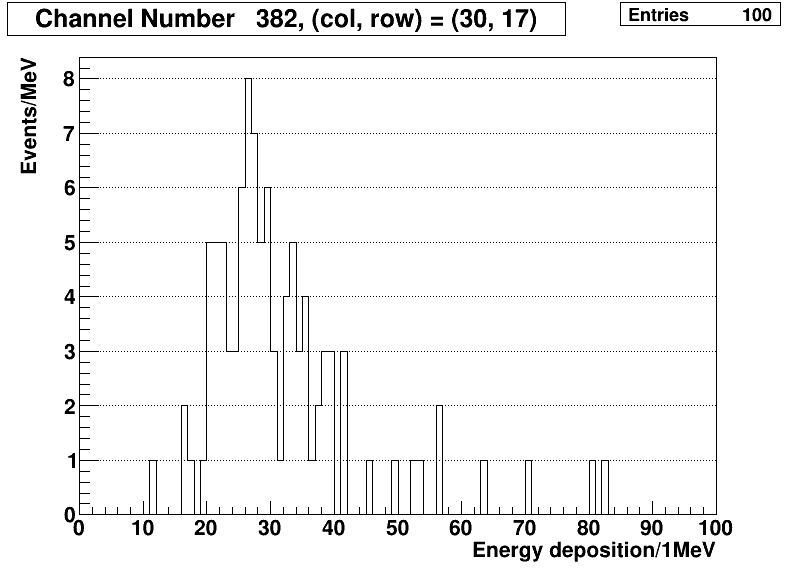 Channel Number 382, (col, row) = (30, 17)
Entries 100
Events/MeV
8
7
6
5
4
3
2
1
0
0 10 20 30 40 50 60 70 80 90 100
Energy deposition/1MeV